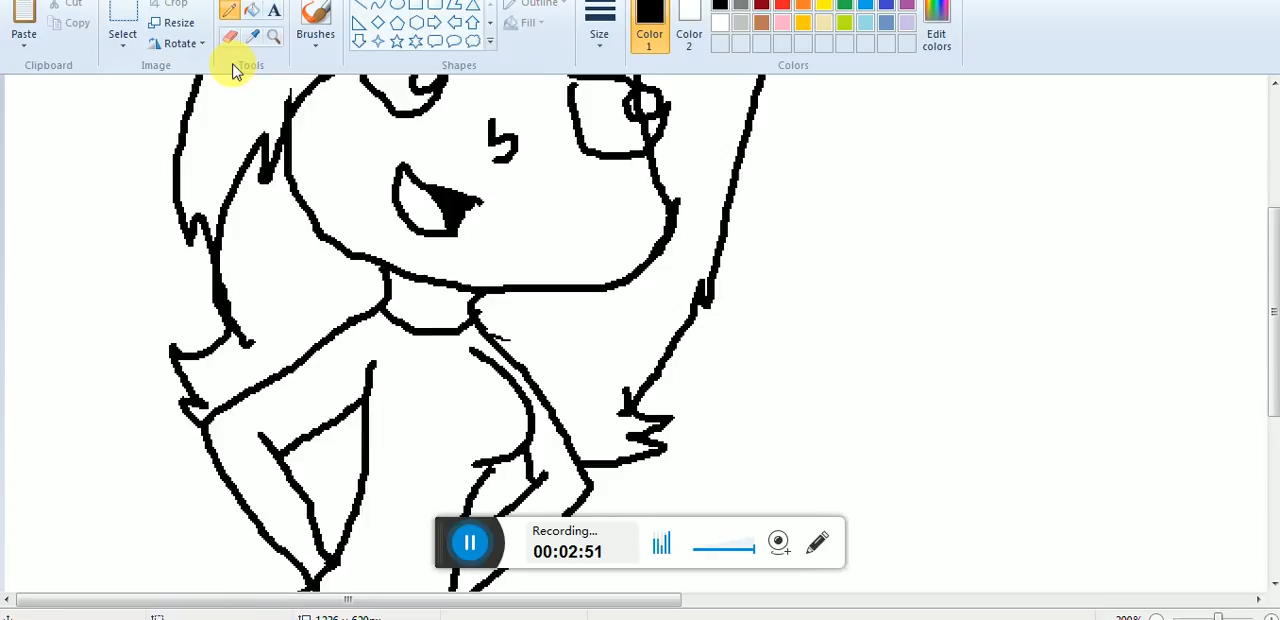 Cut
Crop
Outline
Paste
Copy
Select
Resize
Rotate
Brushes
Fill
Size
Color
1
Color
2
Edit
colors
Clipboard
Image
Tools
Shapes
Colors
Recording...
00:02:51
200%